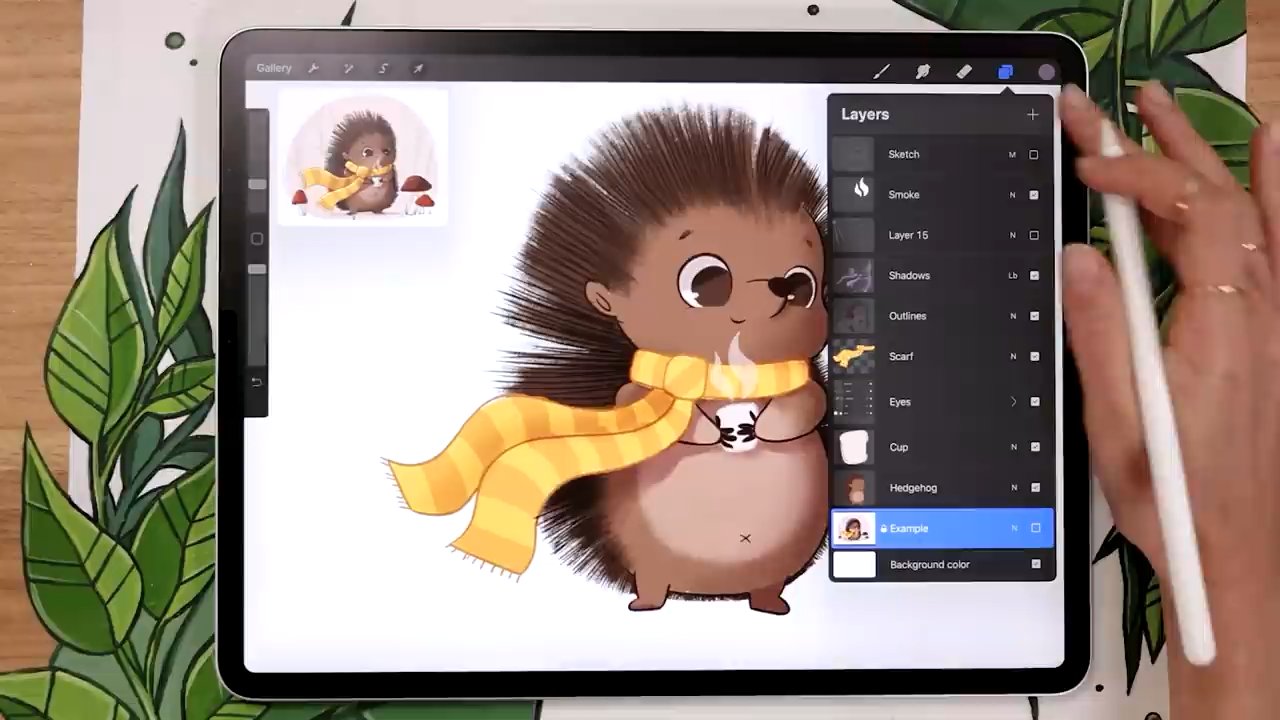 Gallery
Layers
Sketch M
Smoke N
Layer 15 N
Shadows Lb
Outlines N
Scarf N
Eyes
Cup N
Hedgehog N
Example N
Background color